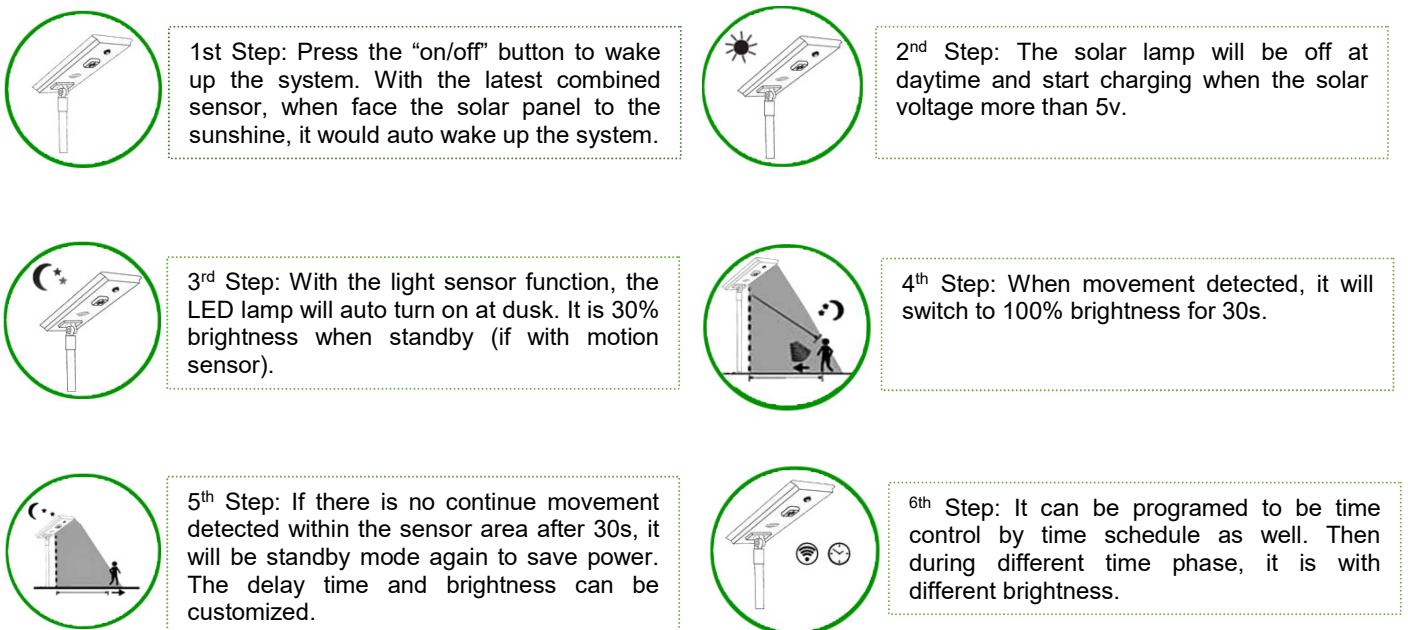 1st Step: Press the “on/off” button to wake
up the system. With the latest combined
sensor, when face the solar panel to the
sunshine, it would auto wake up the system.
2nd Step: The solar lamp will be off at
daytime and start charging when the solar
voltage more than 5v.
3rd Step: With the light sensor function, the
LED lamp will auto turn on at dusk. It is 30%
brightness when standby (if with motion
sensor).
4th Step: When movement detected, it will
switch to 100% brightness for 30s.
5th Step: If there is no continue movement
detected within the sensor area after 30s, it
will be standby mode again to save power.
The delay time and brightness can be
customized.
6th Step: It can be programed to be time
control by time schedule as well. Then
during different time phase, it is with
different brightness.